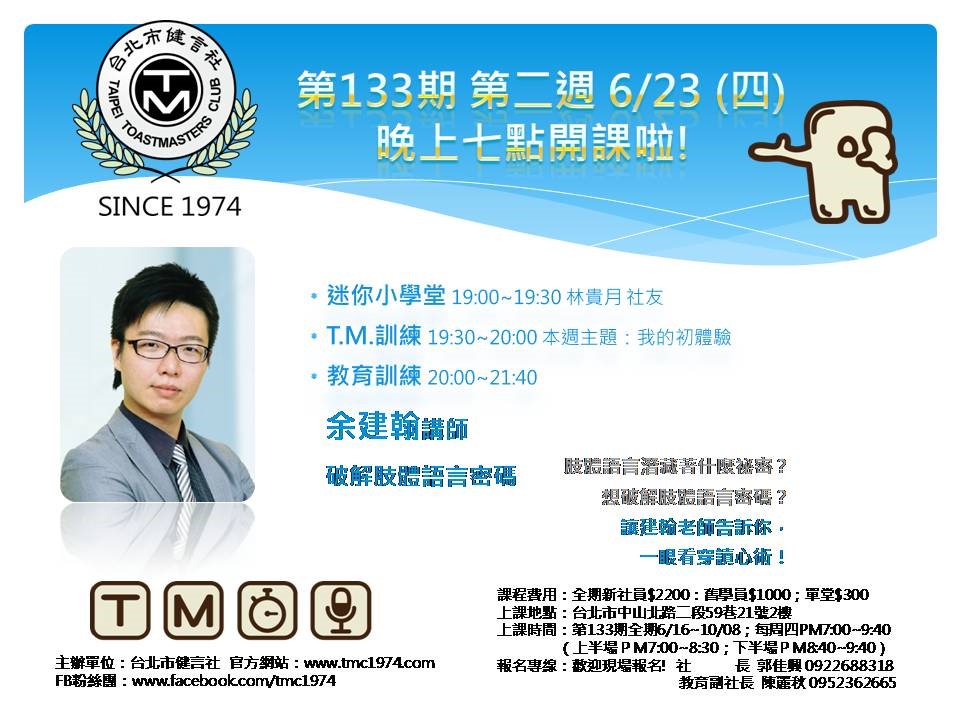 台北市健言社
TM
TAIPEI TOASTMASTERS CLUB
SINCE 1974
第133期 第二週 6/23 (四)
晚上七點開課啦!
• 迷你小學堂 19:00~19:30 林貴月 社友
• T.M.訓練 19:30~20:00 本週主題：我的初體驗
• 教育訓練 20:00~21:40
余建翰講師
破解肢體語言密碼
肢體語言潛藏著什麼祕密？
想破解肢體語言密碼？
讓建翰老師告訴你，
一眼看穿讀心術！
T M
課程費用：全期新社員$2200：舊學員$1000；單堂$300
上課地點：台北市中山北路二段59巷21號2樓
上課時間：第133期全期6/16~10/08；每周四PM7:00~9:40
（上半場ＰＭ7:00~8:30；下半場ＰＭ8:40~9:40）
報名專線：歡迎現場報名! 社 長 郭佳興 0922688318
教育副社長 陳麗秋 0952362665
主辦單位：台北市健言社 官方網站：www.tmc1974.com
FB粉絲團：www.facebook.com/tmc1974